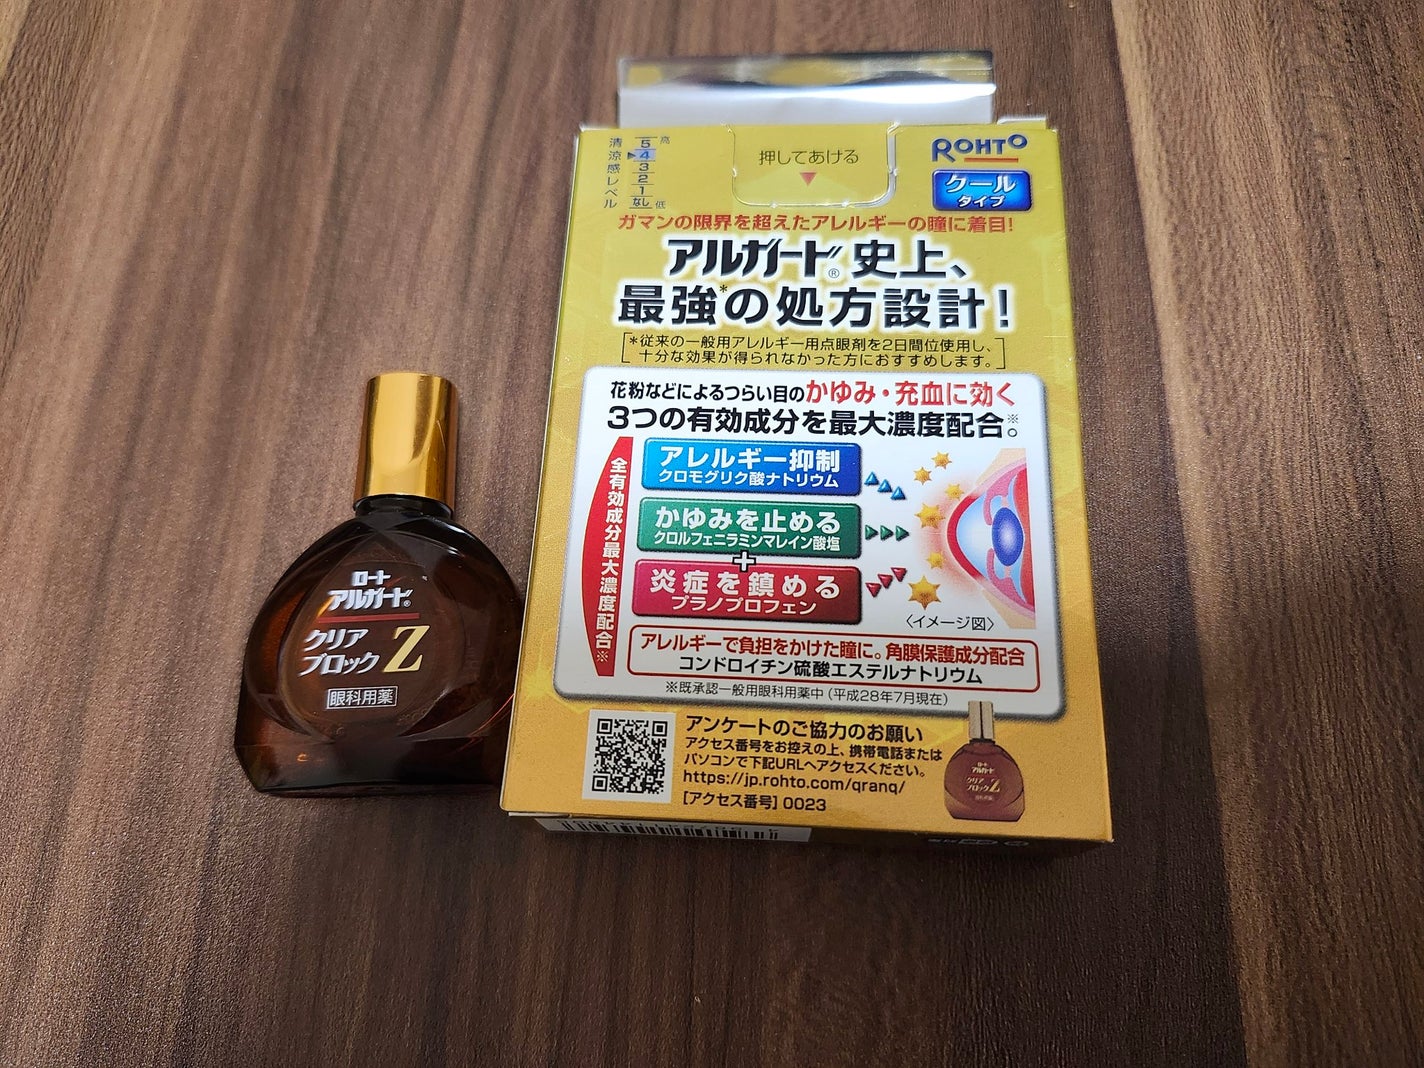 ロート
アルガード®
クリア
ブロック Z
眼科用薬
清涼感レベル
高
5
4
3
2
1
なし
低
押してあける
ROHTO
クール
タイプ
ガマンの限界を超えたアレルギーの瞳に着目!
アルガード® 史上、
最強*の処方設計!
*従来の一般用アレルギー用点眼剤を2日間位使用し、
十分な効果が得られなかった方におすすめします。
花粉などによるつらい目のかゆみ・充血に効く
3つの有効成分を最大濃度配合※。
全有効成分最大濃度配合※
アレルギー抑制
クロモグリク酸ナトリウム
かゆみを止める
クロルフェニラミンマレイン酸塩
+
炎症を鎮める
プラノプロフェン
〈イメージ図〉
アレルギーで負担をかけた瞳に。角膜保護成分配合
コンドロイチン硫酸エステルナトリウム
※既承認一般用眼科用薬中(平成28年7月現在)
アンケートのご協力のお願い
アクセス番号をお控えの上、携帯電話または
パソコンで下記URLへアクセスください。
https://jp.rohto.com/qranq/
[アクセス番号] 0023
ロート
アルガード
クリア
ブロック Z